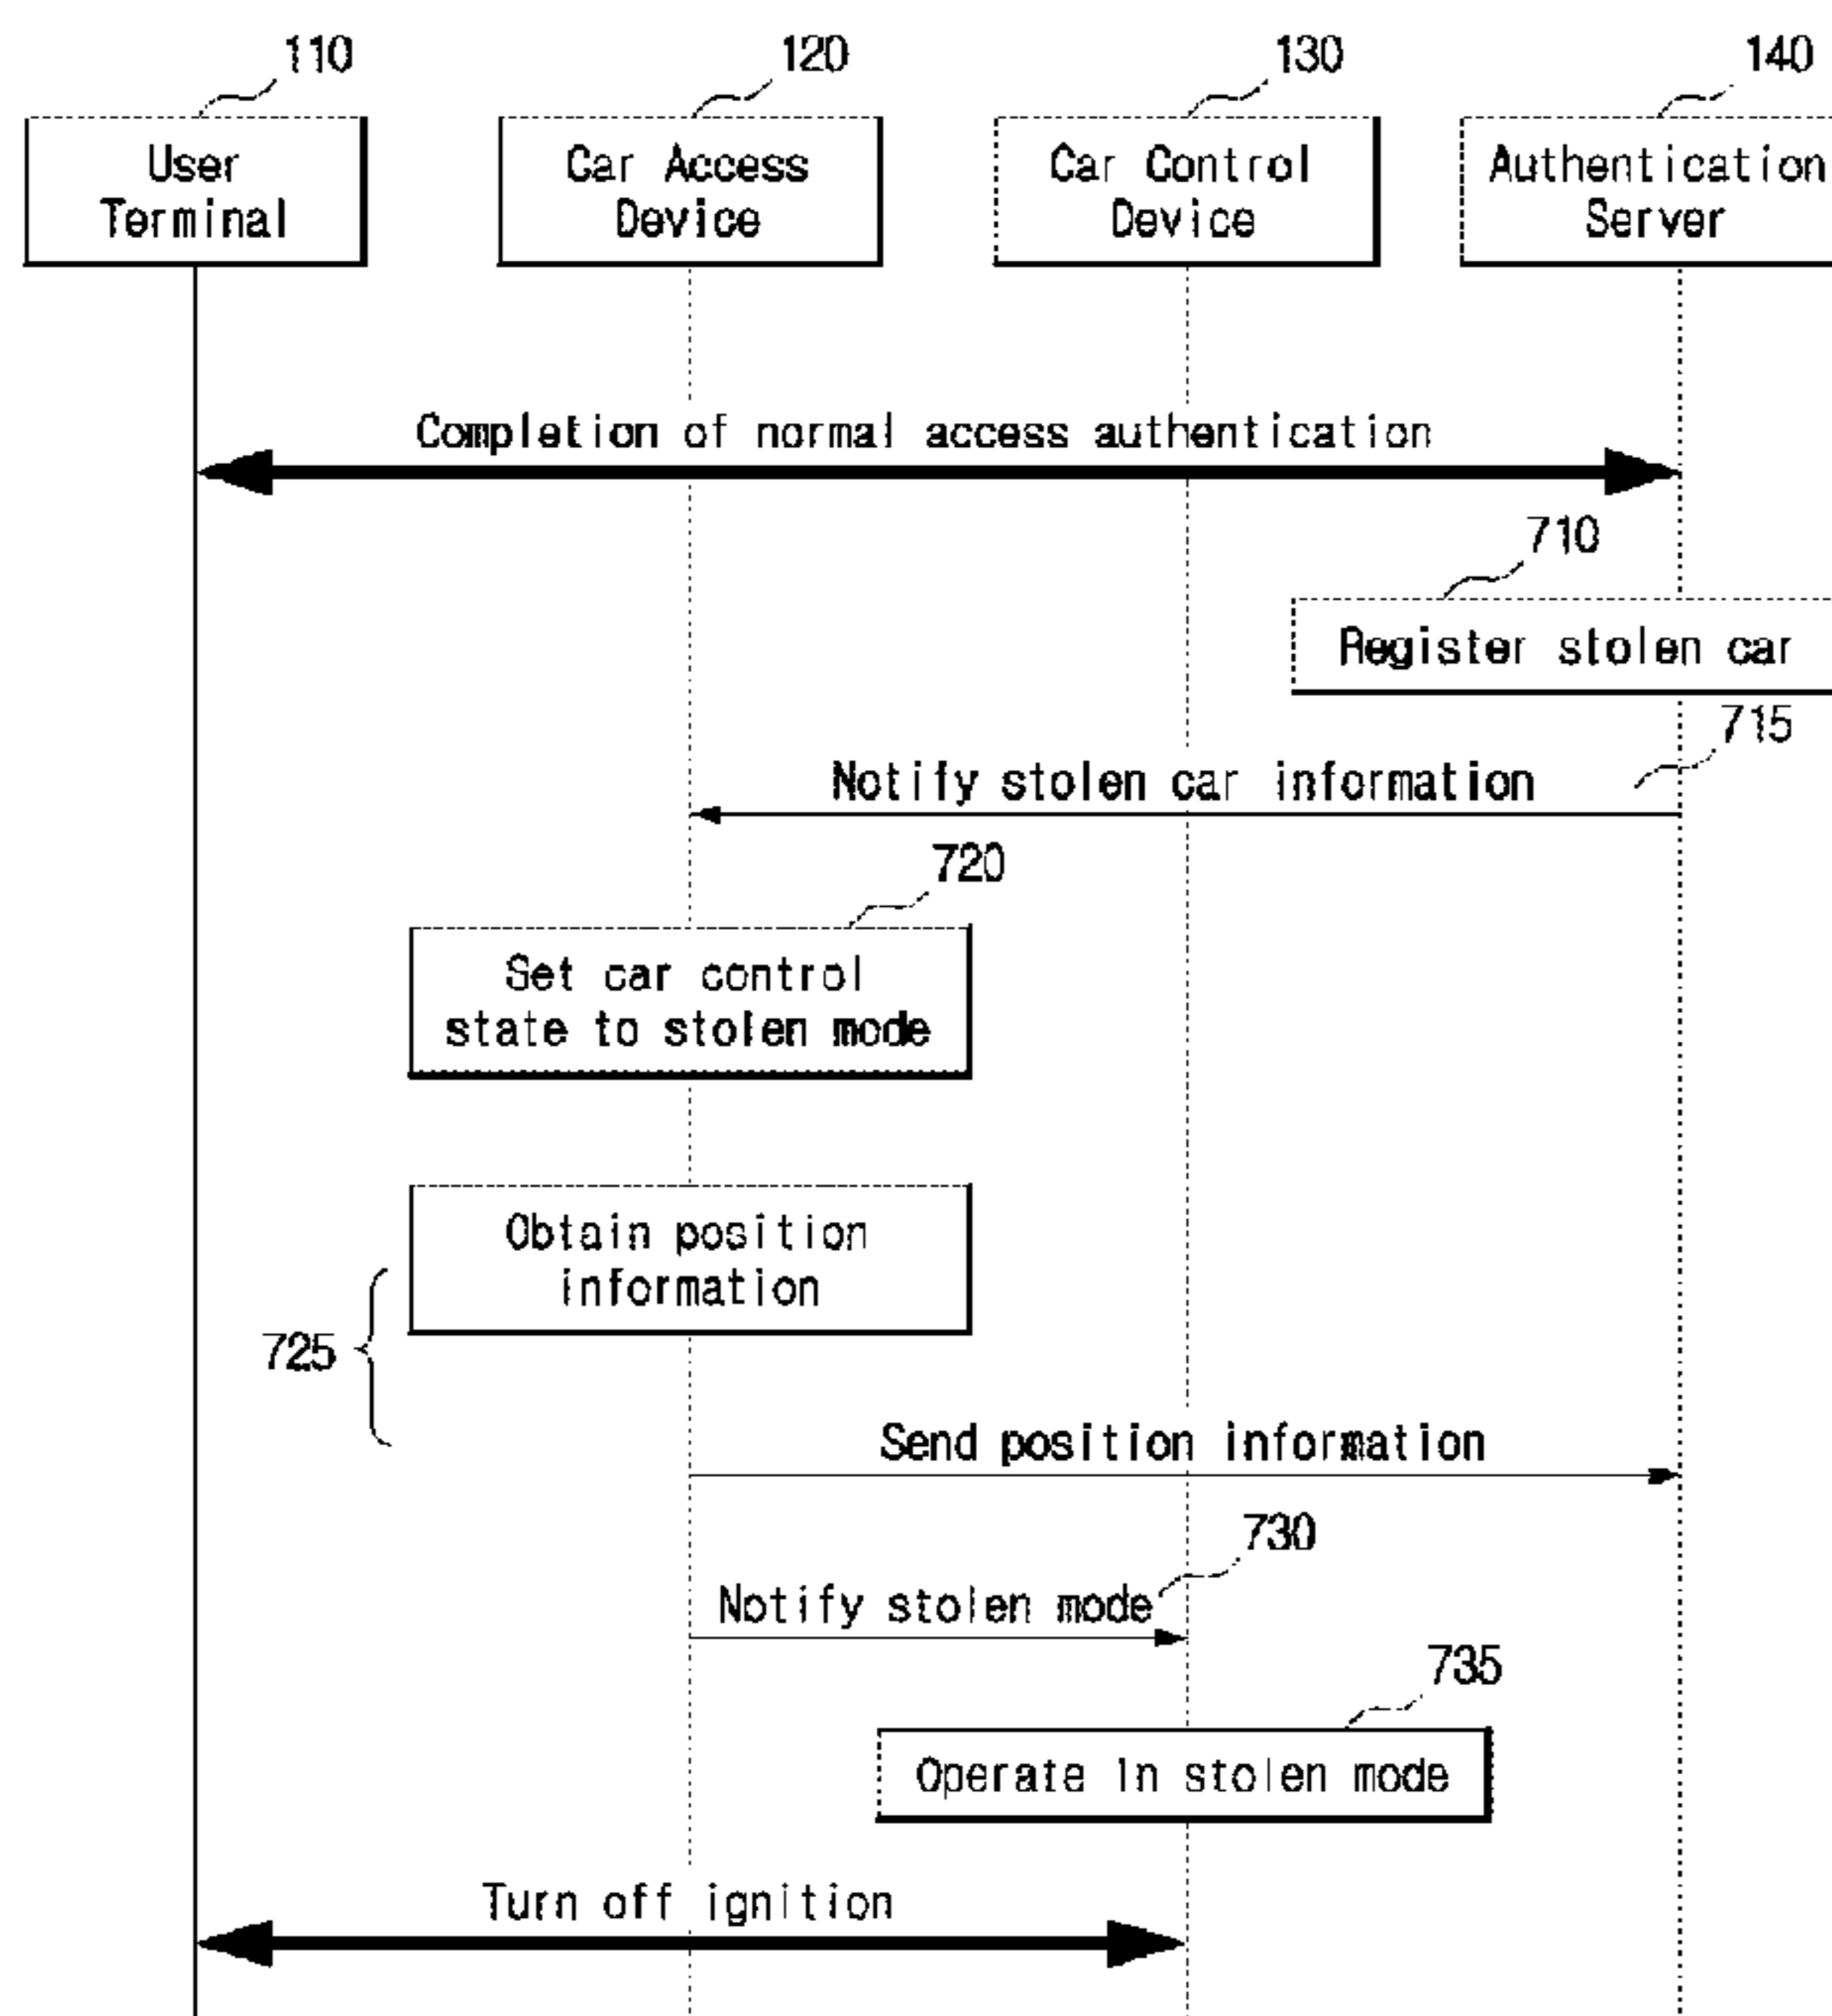 110
120
130
140
User
Terminal
Car Access
Device
Car Control
Device
Authentication
Server
Completion of normal access authentication
710
Register stolen car
715
Notify stolen car information
720
Set car control
state to stolen mode
Obtain position
information
725
Send position information
730
Notify stolen mode
735
Operate in stolen mode
Turn off ignition